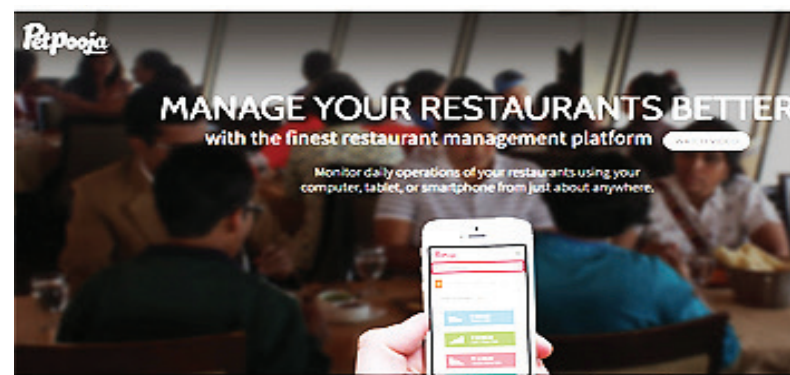 Petpooja
MANAGE YOUR RESTAURANTS BETTER
with the finest restaurant management platform
Monitor daily operations of your restaurants using your
computer, tablet, or smartphone from just about anywhere.